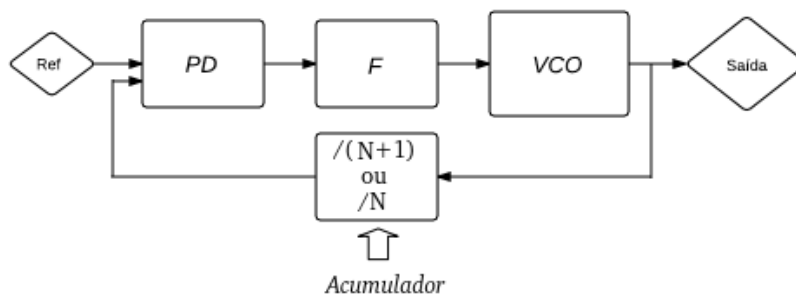 Ref
PD
F
VCO
Saída
/(N+1)
ou
/N
Acumulador